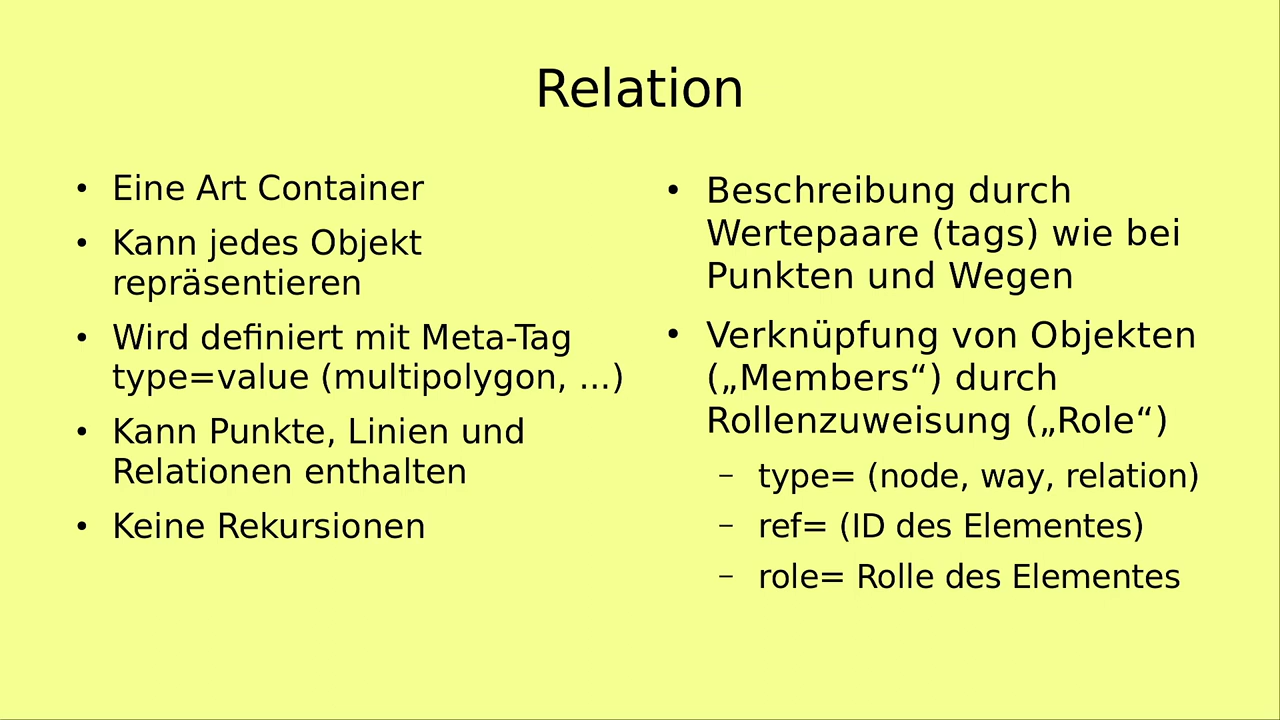 Relation
• Eine Art Container
• Kann jedes Objekt
repräsentieren
• Wird definiert mit Meta-Tag
type=value (multipolygon, ...)
• Kann Punkte, Linien und
Relationen enthalten
• Keine Rekursionen
• Beschreibung durch
Wertepaare (tags) wie bei
Punkten und Wegen
• Verknüpfung von Objekten
(„Members“) durch
Rollenzuweisung („Role“)
– type= (node, way, relation)
– ref= (ID des Elementes)
– role= Rolle des Elementes